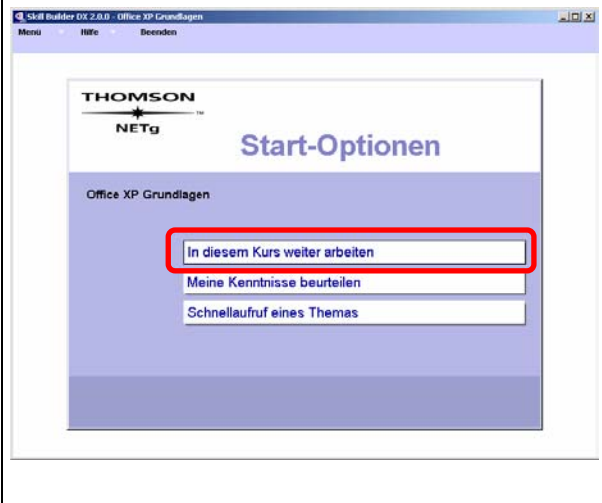 Skill Builder DX 2.0.0 - Office XP Grundlagen
Menü Hilfe Beenden
THOMSON
™
NETg
Start-Optionen
Office XP Grundlagen
In diesem Kurs weiter arbeiten
Meine Kenntnisse beurteilen
Schnellaufruf eines Themas